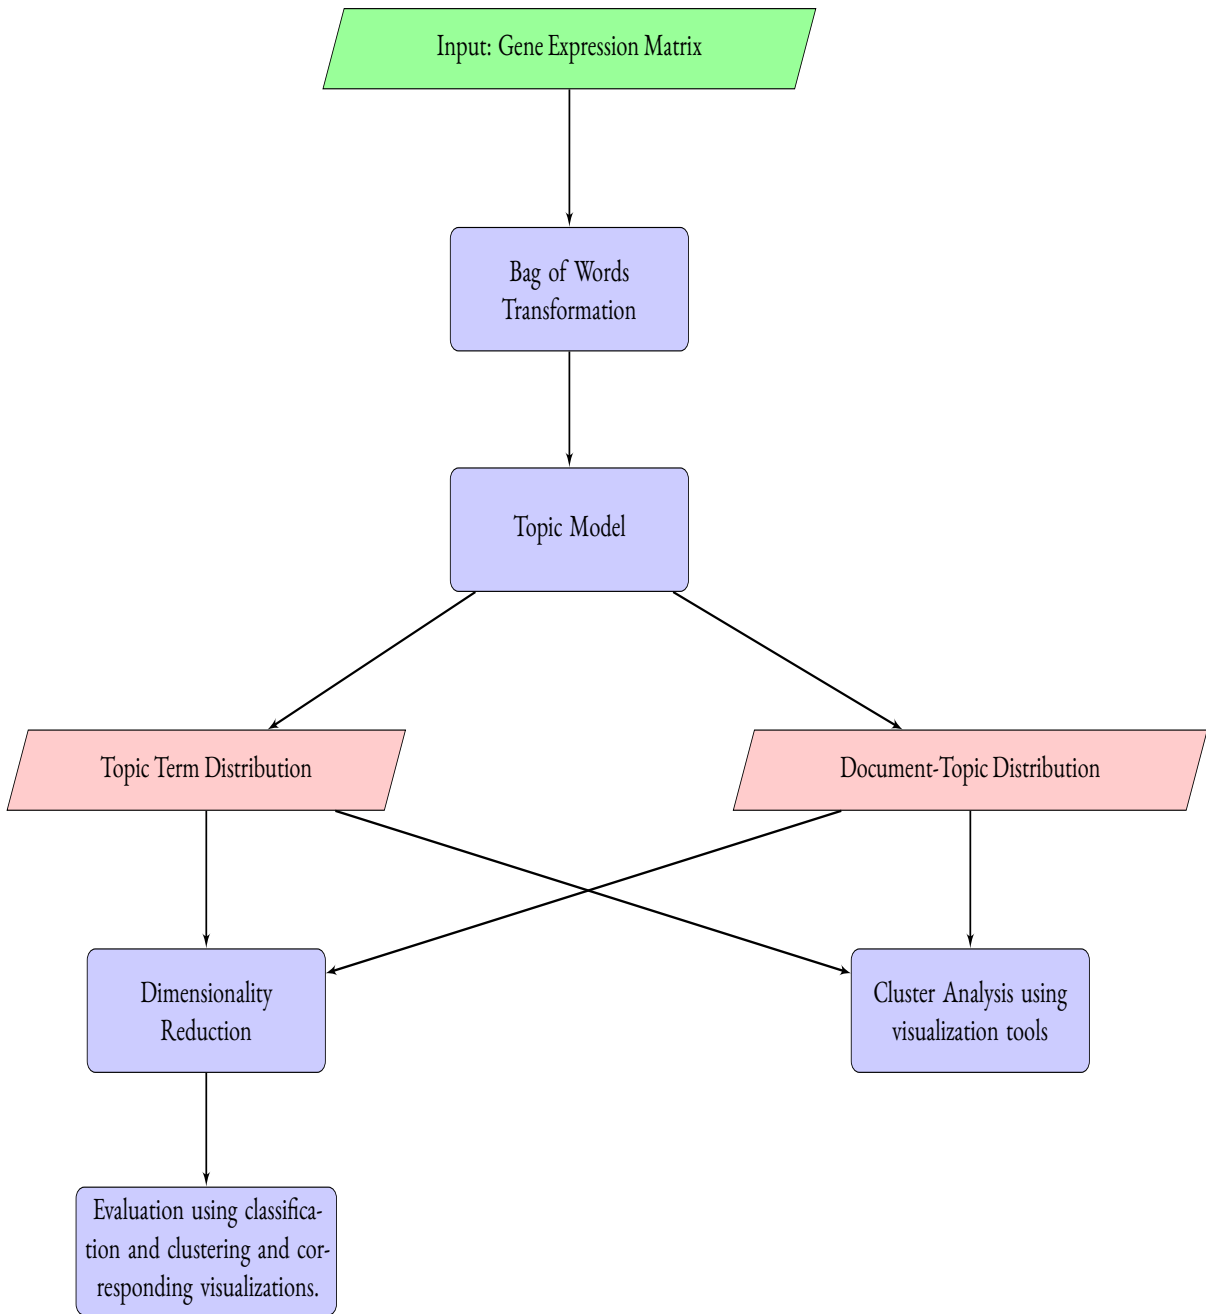 Input: Gene Expression Matrix
Bag of Words
Transformation
Topic Model
Topic Term Distribution
Document-Topic Distribution
Dimensionality
Reduction
Cluster Analysis using
visualization tools
Evaluation using classifica-
tion and clustering and cor-
responding visualizations.